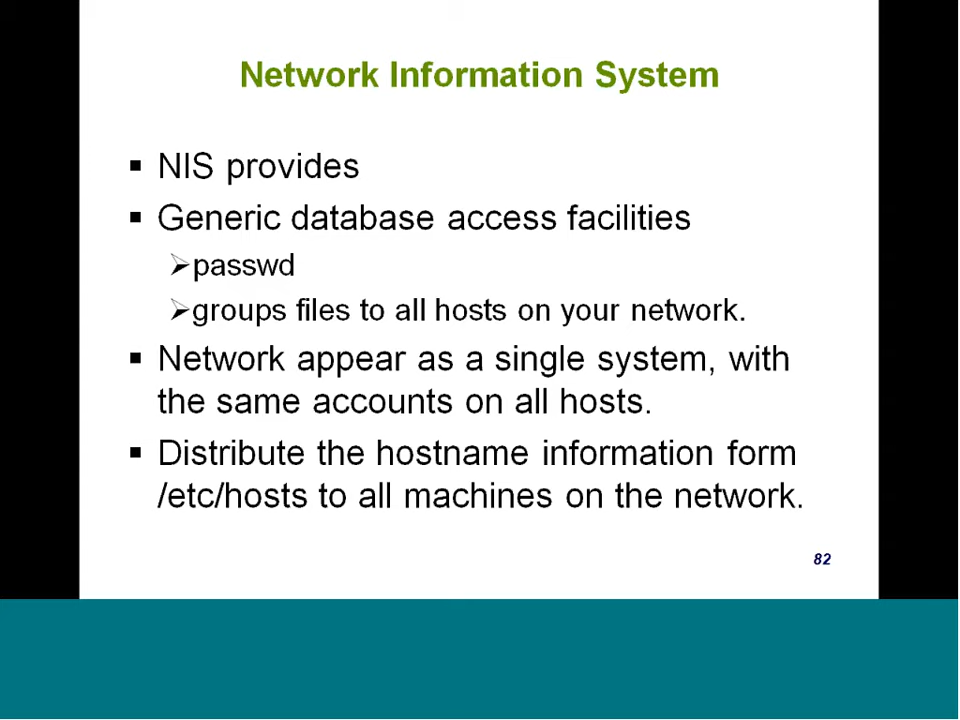 Network Information System
▪ NIS provides
▪ Generic database access facilities
➢passwd
➢groups files to all hosts on your network.
▪ Network appear as a single system, with
the same accounts on all hosts.
▪ Distribute the hostname information form
/etc/hosts to all machines on the network.
82